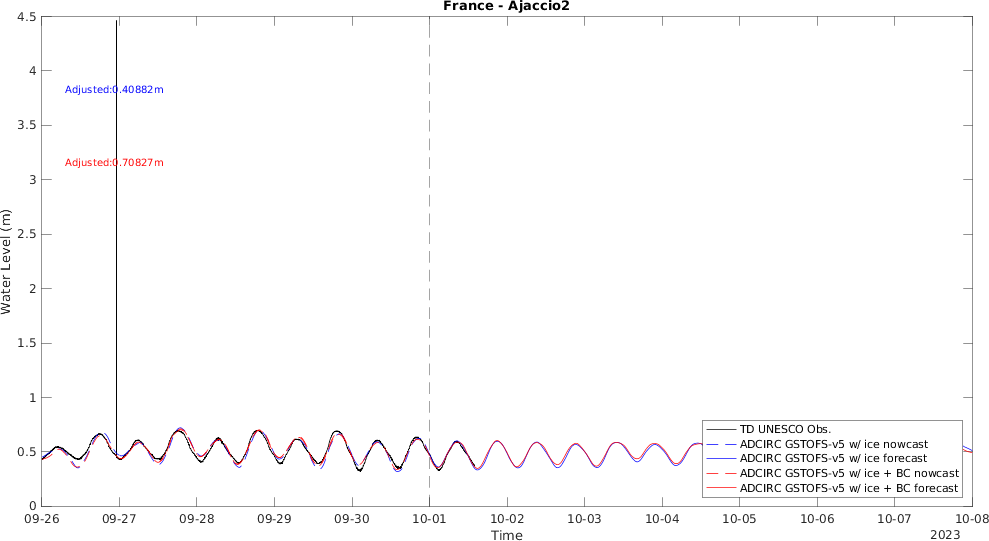 France - Ajaccio2
4.5
4
3.5
3
2.5
2
1.5
1
0.5
0
Water Level (m)
Adjusted:0.40882m
Adjusted:0.70827m
TD UNESCO Obs.
ADCIRC GSTOFS-v5 w/ ice nowcast
ADCIRC GSTOFS-v5 w/ ice forecast
ADCIRC GSTOFS-v5 w/ ice + BC nowcast
ADCIRC GSTOFS-v5 w/ ice + BC forecast
09-26 09-27 09-28 09-29 09-30 10-01 10-02 10-03 10-04 10-05 10-06 10-07 10-08
Time
2023